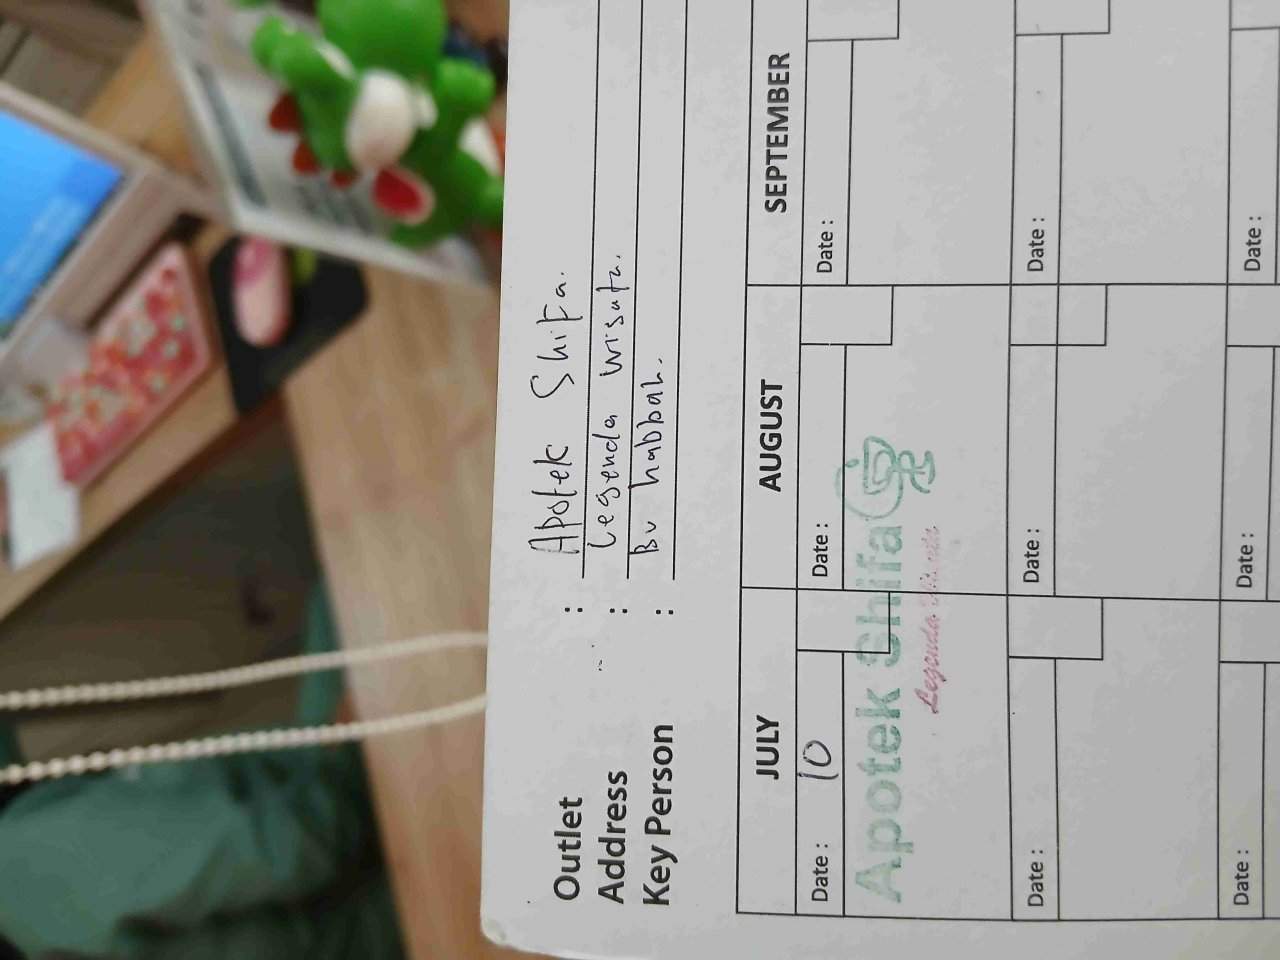 Outlet : Apotek Shifa.
Address : Legenda wisata.
Key Person : Bu habbah.
JULY AUGUST SEPTEMBER
Date : 10 Date : Date :
Apotek Shifa
Legenda
Date : Date : Date :
Date : Date : Date :